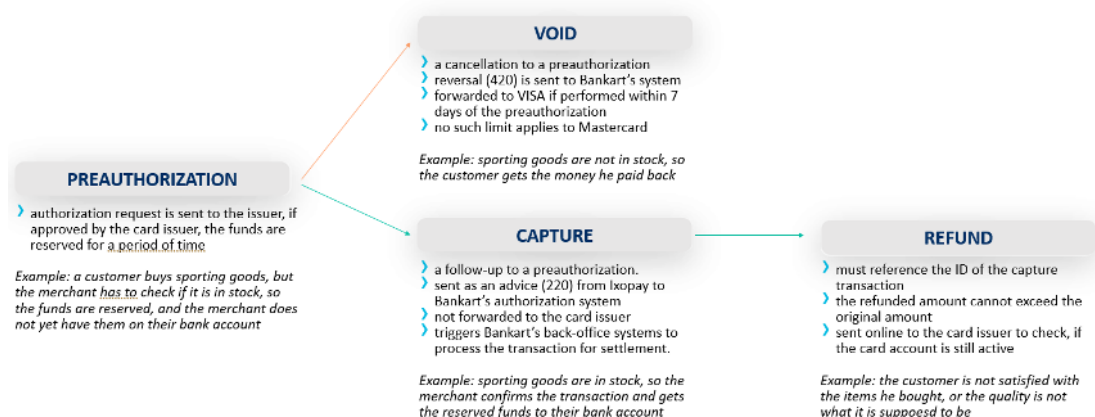 VOID
a cancellation to a preauthorization
reversal (420) is sent to Bankart's system
forwarded to VISA if performed within 7
days of the preauthorization
no such limit applies to Mastercard
Example: sporting goods are not in stock, so
the customer gets the money he paid back
PREAUTHORIZATION
authorization request is sent to the issuer, if
approved by the card issuer, the funds are
reserved for a period of time
Example: a customer buys sporting goods, but
the merchant has to check if it is in stock, so
the funds are reserved, and the merchant does
not yet have them on their bank account
CAPTURE
a follow-up to a preauthorization.
sent as an advice (220) from Ixopay to
Bankart's authorization system
not forwarded to the card issuer
triggers Bankart's back-office systems to
process the transaction for settlement.
Example: sporting goods are in stock, so the
merchant confirms the transaction and gets
the reserved funds to their bank account
REFUND
must reference the ID of the capture
transaction
the refunded amount cannot exceed the
original amount
sent online to the card issuer to check, if
the card account is still active
Example: the customer is not satisfied with
the items he bought, or the quality is not
what it is suppoesd to be